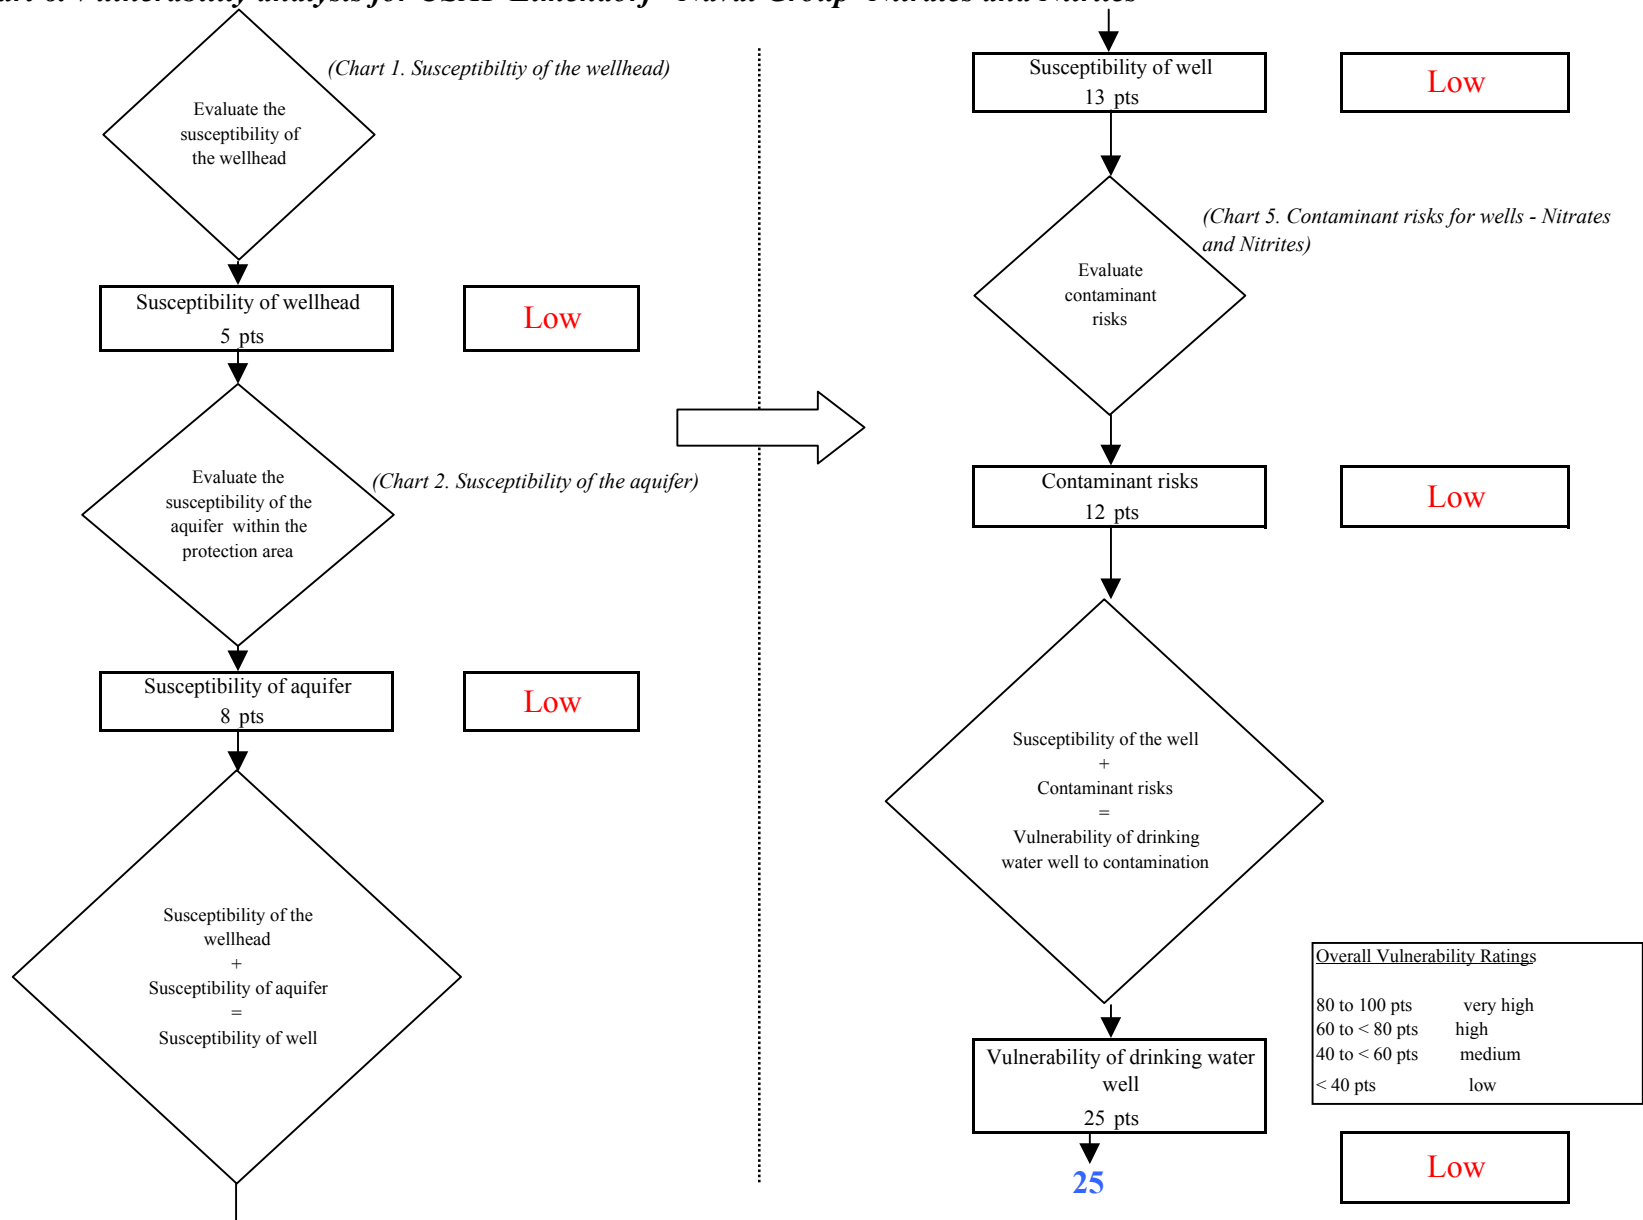 Vulnerability analysis for
Nitrates and Nitrites
(Chart 1. Susceptibiltiy of the wellhead)
Evaluate the
susceptibility of
the wellhead
Susceptibility of wellhead
5 pts
Low
Evaluate the
susceptibility of the
aquifer within the
protection area
(Chart 2. Susceptibility of the aquifer)
Susceptibility of aquifer
8 pts
Low
Susceptibility of the
wellhead
+
Susceptibility of aquifer
=
Susceptibility of well
Susceptibility of well
13 pts
Low
(Chart 5. Contaminant risks for wells - Nitrates
and Nitrites)
Evaluate
contaminant
risks
Contaminant risks
12 pts
Low
Susceptibility of the well
+
Contaminant risks
=
Vulnerability of drinking
water well to contamination
Overall Vulnerability Ratings
80 to 100 pts very high
60 to < 80 pts high
40 to < 60 pts medium
< 40 pts low
Vulnerability of drinking water
well
25 pts
25
Low